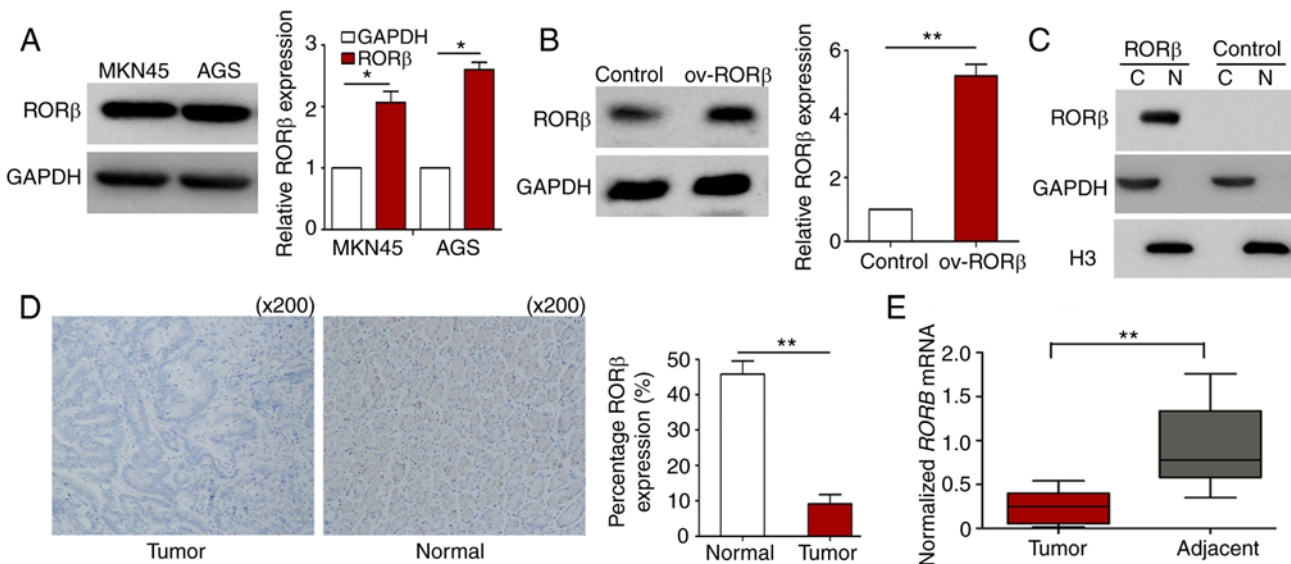 A
MKN45 AGS
RORβ
GAPDH
Relative RORβ expression
3
2
1
0
GAPDH
RORβ
*
*
MKN45 AGS
B
Control ov-RORβ
RORβ
GAPDH
Relative RORβ expression
6
4
2
0
**
Control ov-RORβ
C
RORβ Control
C N C N
RORβ
GAPDH
H3
D
(x200)
(x200)
Tumor
Normal
Percentage RORβ
expression (%)
50
40
30
20
10
0
**
Normal Tumor
E
Normalized RORB mRNA
2.0
1.5
1.0
0.5
0
**
Tumor Adjacent